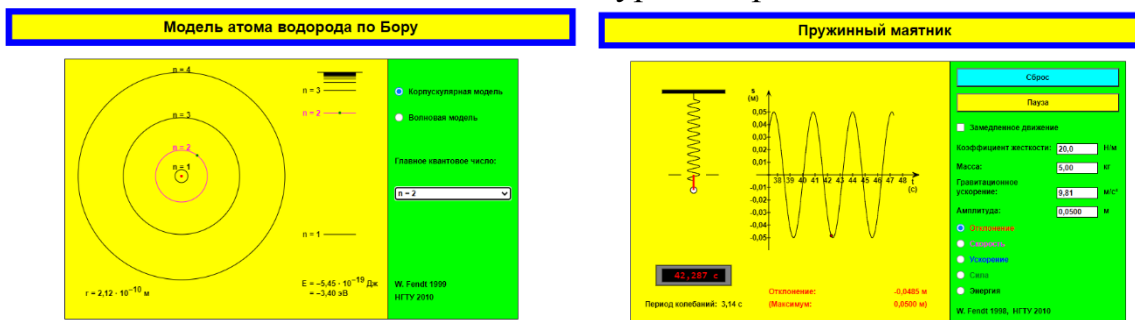 Модель атома водорода по Бору
n = 4
n = 3
n = 2
n = 1
n = 3
n = 2
n = 1
r = 2,12 · 10⁻¹⁰ м
E = −5,45 · 10⁻¹⁹ Дж
= −3,40 эВ
Корпускулярная модель
Волновая модель
Главное квантовое число:
n = 2
W. Fendt 1999
НГТУ 2010
Пружинный маятник
s
(м)
0,05
0,04
0,03
0,02
0,01
-0,01
-0,02
-0,03
-0,04
-0,05
38 39 40 41 42 43 44 45 46 47 48 t
(с)
42,287 с
Период колебаний: 3,14 с
Отклонение: -0,0485 м
(Максимум: 0,0500 м)
Сброс
Пауза
Замедленное движение
Коэффициент жесткости: 20,0 Н/м
Масса: 5,00 кг
Гравитационное
ускорение: 9,81 м/с²
Амплитуда: 0,0500 м
Отклонение
Скорость
Ускорение
Сила
Энергия
W. Fendt 1998, НГТУ 2010